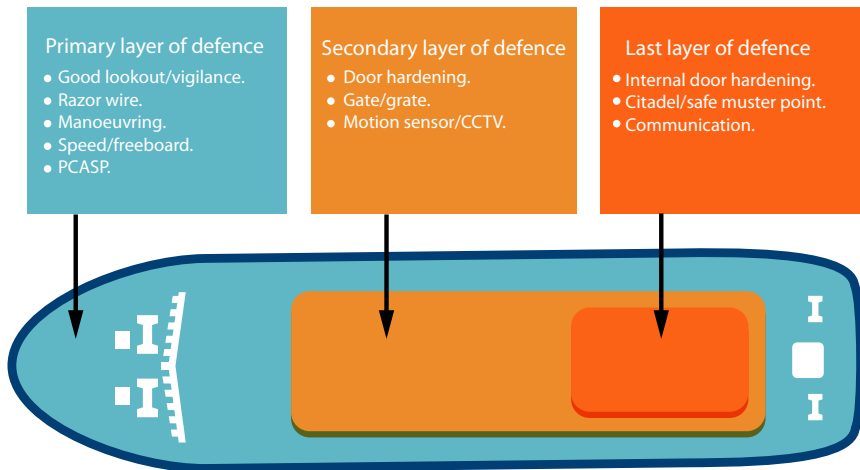 Primary layer of defence
• Good lookout/vigilance.
• Razor wire.
• Manoeuvring.
• Speed/freeboard.
• PCASP.
Secondary layer of defence
• Door hardening.
• Gate/grate.
• Motion sensor/CCTV.
Last layer of defence
• Internal door hardening.
• Citadel/safe muster point.
• Communication.